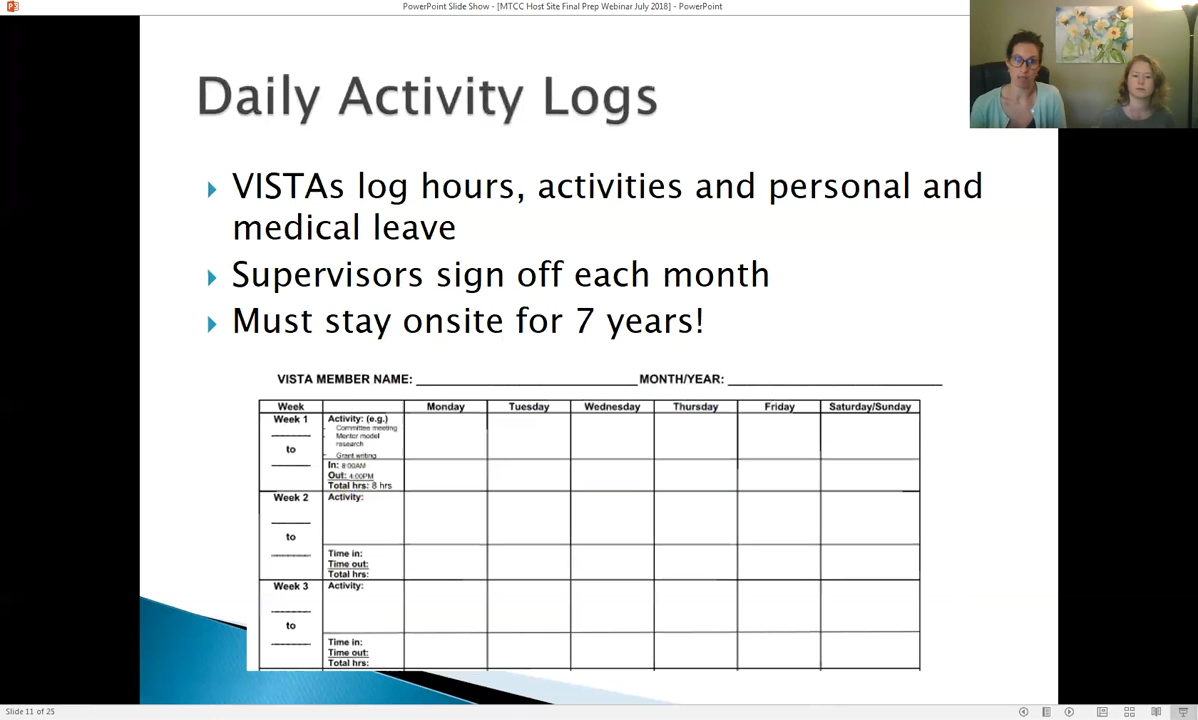 PowerPoint Slide Show - [MTCC Host Site Final Prep Webinar July 2018] - PowerPoint
Daily Activity Logs
VISTAs log hours, activities and personal and
medical leave
Supervisors sign off each month
Must stay onsite for 7 years!
VISTA MEMBER NAME: MONTH/YEAR:
Week Monday Tuesday Wednesday Thursday Friday Saturday/Sunday
Week 1
to
Activity: (e.g.)
Committee meeting
Mentor model
research
Grant writing
In: 8:00AM
Out: 4:00PM
Total hrs: 8 hrs
Week 2
to
Activity:
Time in:
Time out:
Total hrs:
Week 3
to
Activity:
Time in:
Time out:
Total hrs:
Slide 11 of 25